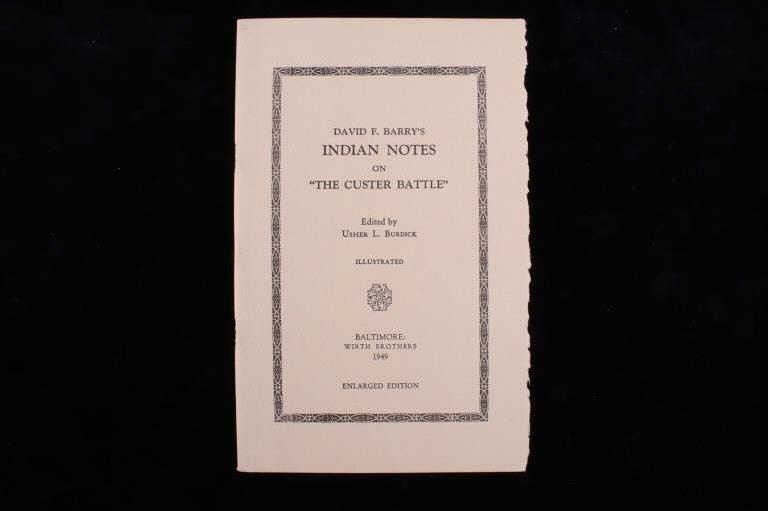 DAVID F. BARRY'S
INDIAN NOTES
ON
"THE CUSTER BATTLE"
Edited by
USHER L. BURDICK
ILLUSTRATED
BALTIMORE:
WIRTH BROTHERS
1949
ENLARGED EDITION